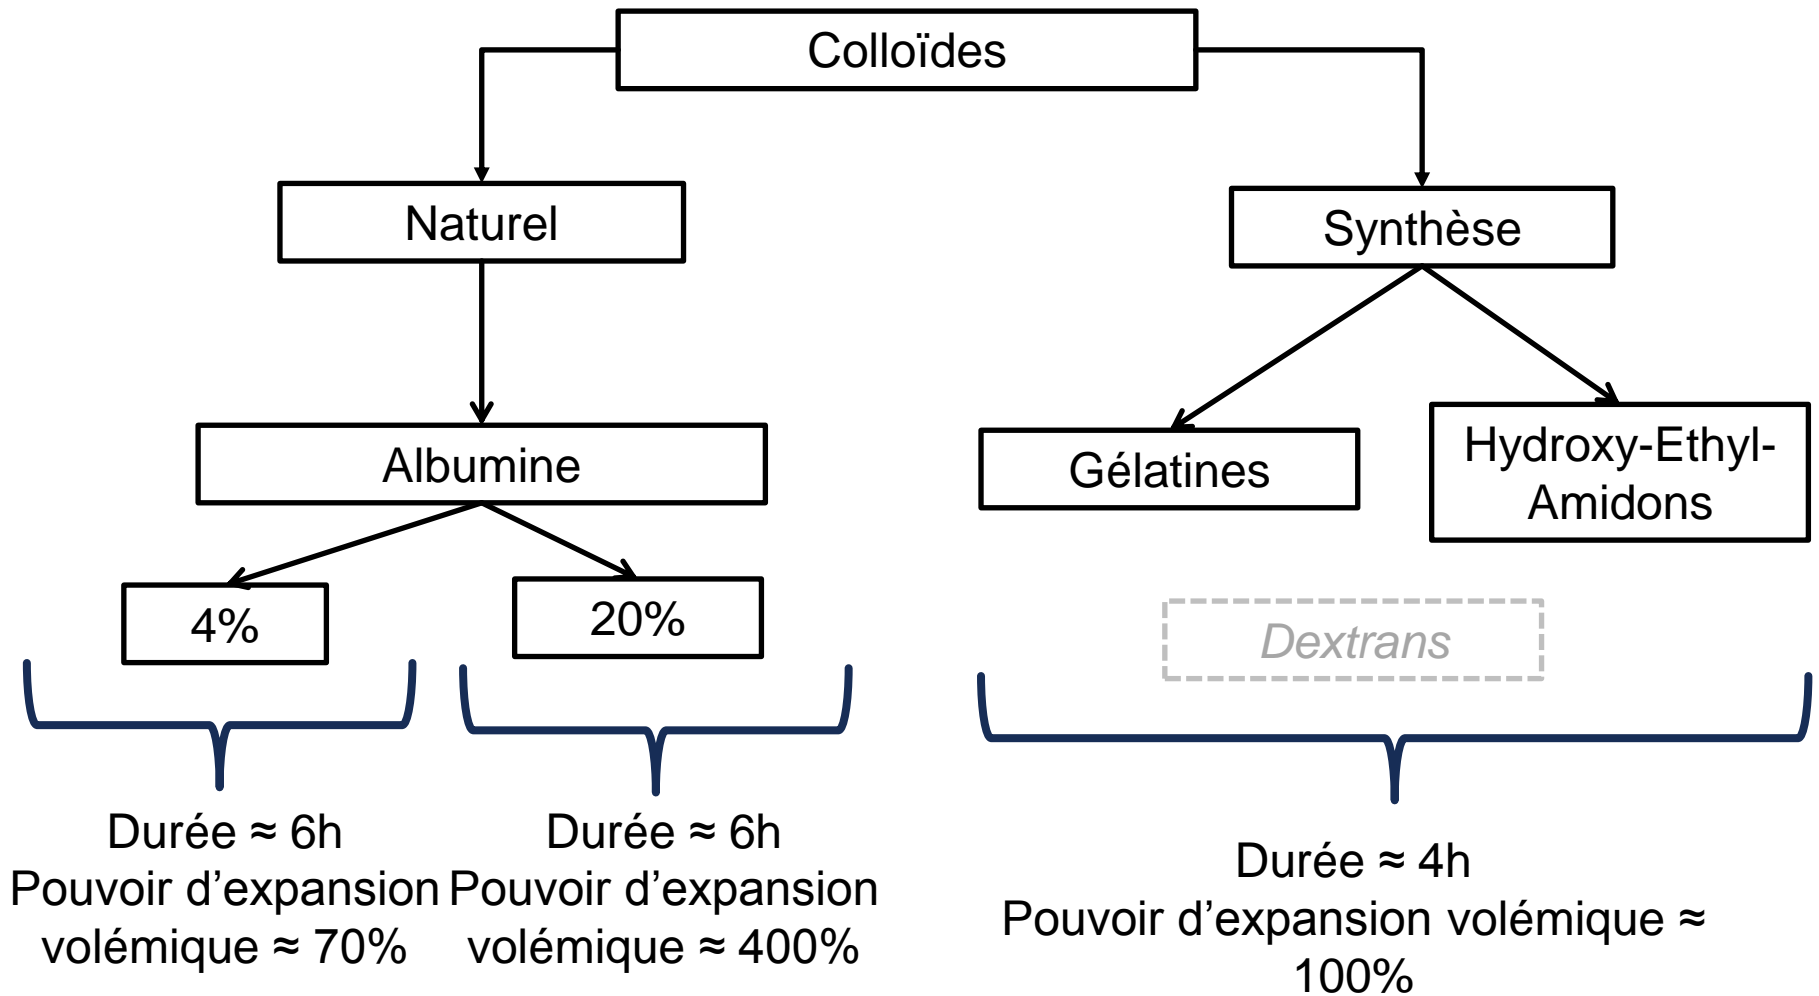 Colloïdes
Naturel
Synthèse
Albumine
Gélatines
Hydroxy-Ethyl-
Amidons
4%
20%
Dextrans
Durée ≈ 6h
Pouvoir d’expansion
volémique ≈ 70%
Durée ≈ 6h
Pouvoir d’expansion
volémique ≈ 400%
Durée ≈ 4h
Pouvoir d’expansion volémique ≈
100%